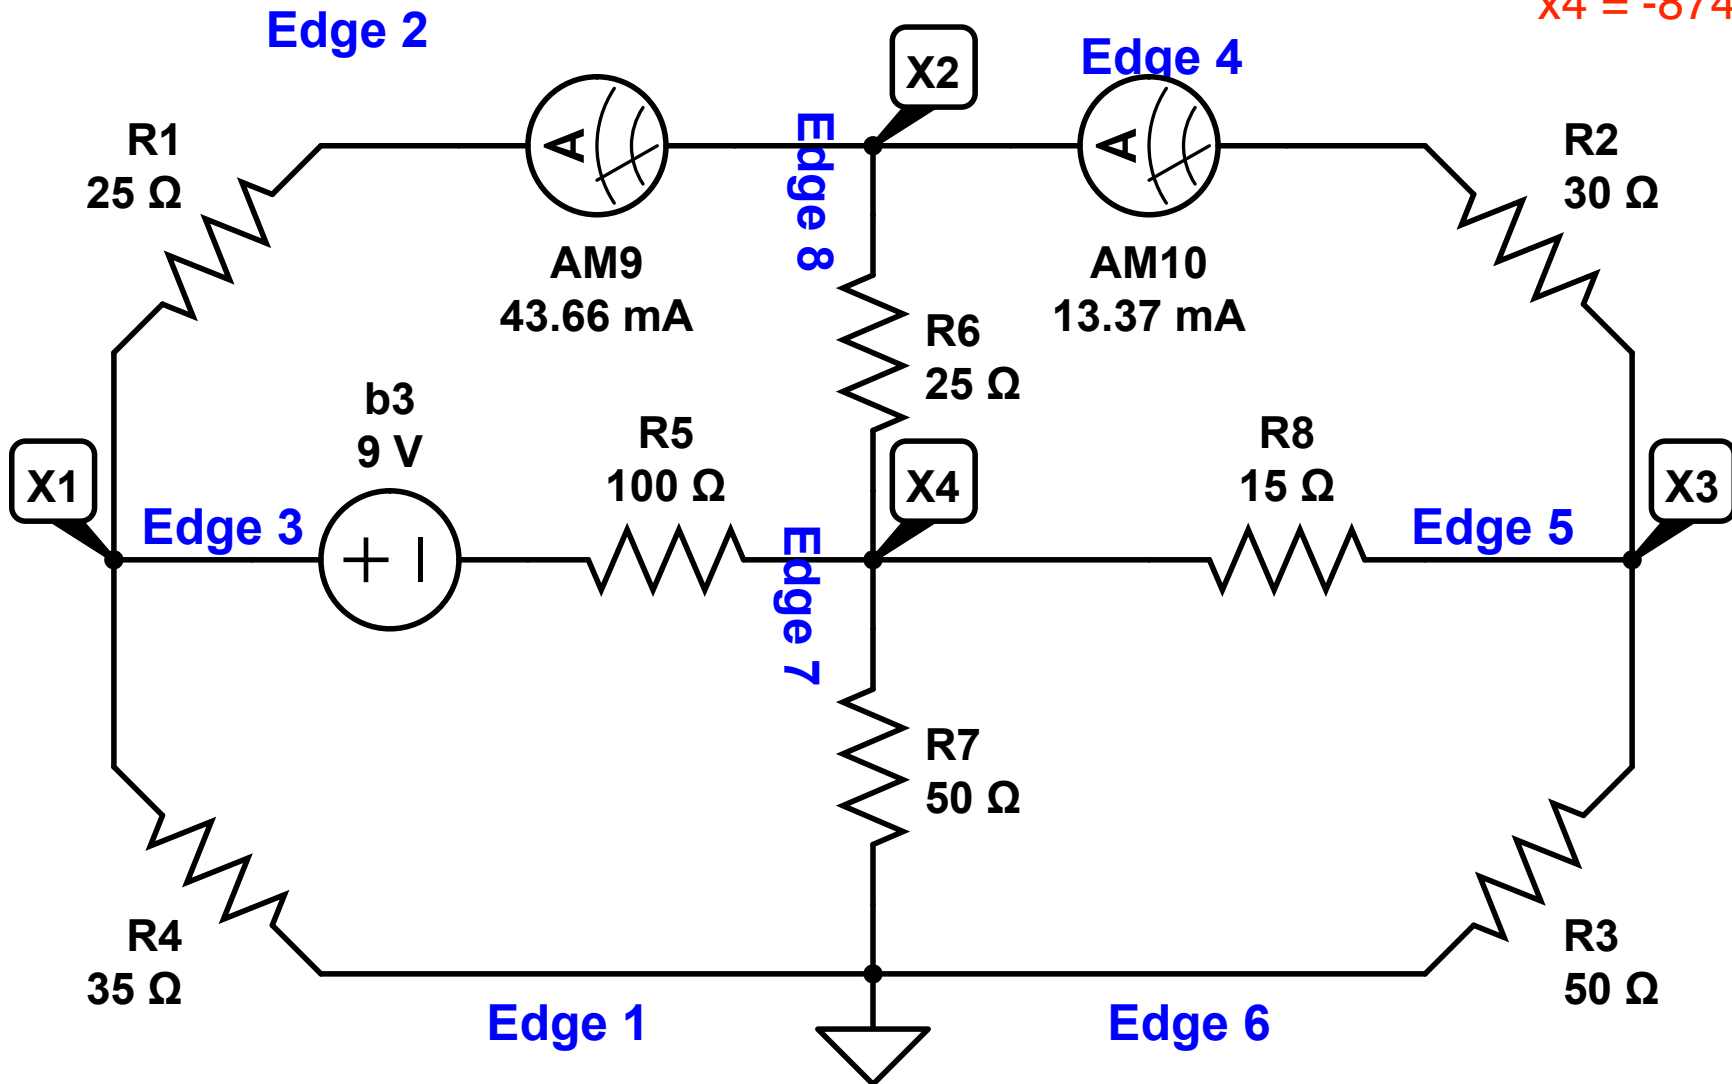 x4 = -874
Edge 2
X2
Edge 4
R1
25 Ω
A
Edge 8
A
R2
30 Ω
AM9
43.66 mA
AM10
13.37 mA
R6
25 Ω
b3
9 V
R5
100 Ω
R8
15 Ω
X1
X4
X3
Edge 3
Edge 5
+ −
Edge 7
R7
50 Ω
R4
35 Ω
R3
50 Ω
Edge 1
Edge 6